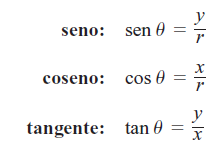 seno: sen θ = y/r
coseno: cos θ = x/r
tangente: tan θ = y/x